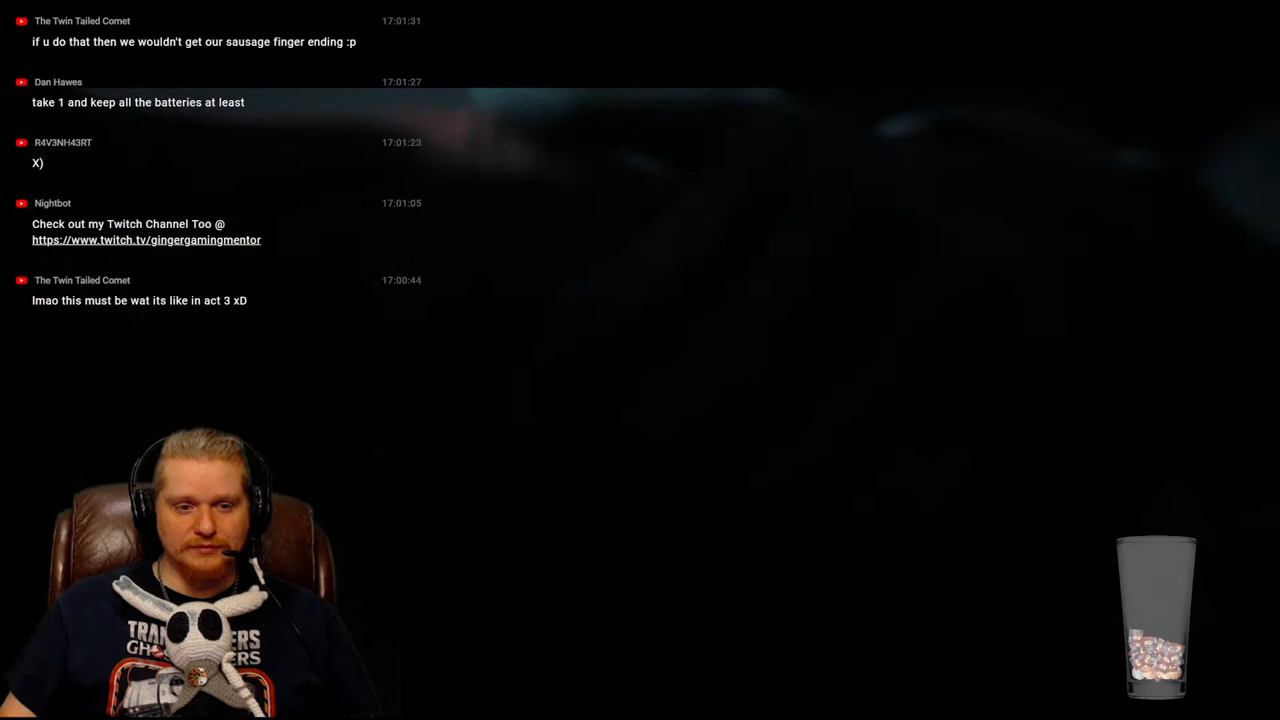 The Twin Tailed Comet 17:01:31
if u do that then we wouldn't get our sausage finger ending :p
Dan Hawes 17:01:27
take 1 and keep all the batteries at least
R4V3NH43RT 17:01:23
X)
Nightbot 17:01:05
Check out my Twitch Channel Too @
https://www.twitch.tv/gingergamingmentor
The Twin Tailed Comet 17:00:44
lmao this must be wat its like in act 3 xD